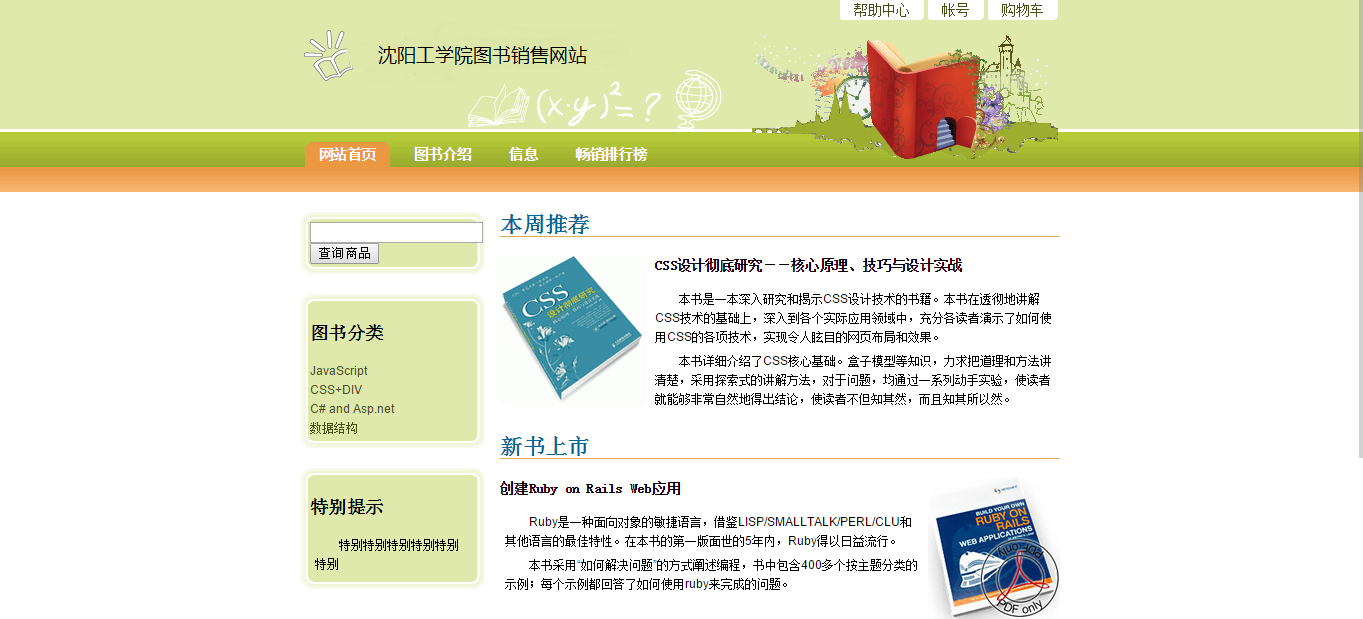 帮助中心 帐号 购物车
沈阳工学院图书销售网站
(x·y)²=?
网站首页 图书介绍 信息 畅销排行榜
查询商品
图书分类
JavaScript
CSS+DIV
C# and Asp.net
数据结构
特别提示
特别特别特别特别特别
特别
本周推荐
CSS
设计彻底研究
CSS设计彻底研究－－核心原理、技巧与设计实战
本书是一本深入研究和揭示CSS设计技术的书籍。本书在透彻地讲解
CSS技术的基础上，深入到各个实际应用领域中，充分各读者演示了如何使
用CSS的各项技术，实现令人眩目的网页布局和效果。
本书详细介绍了CSS核心基础。盒子模型等知识，力求把道理和方法讲
清楚，采用探索式的讲解方法，对于问题，均通过一系列动手实验，使读者
就能够非常自然地得出结论，使读者不但知其然，而且知其所以然。
新书上市
创建Ruby on Rails Web应用
Ruby是一种面向对象的敏捷语言，借鉴LISP/SMALLTALK/PERL/CLU和
其他语言的最佳特性。在本书的第一版面世的5年内，Ruby得以日益流行。
本书采用“如何解决问题”的方式阐述编程，书中包含400多个按主题分类的
示例；每个示例都回答了如何使用ruby来完成的问题。
BUILD YOUR OWN
RUBY ON
RAILS
WEB APPLICATIONS
PDF only